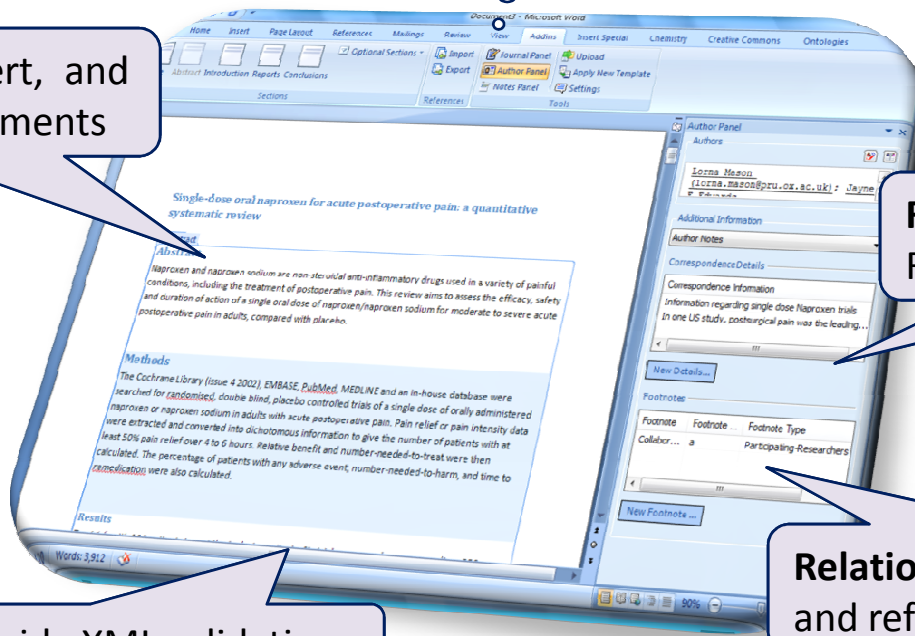 Document3 - Microsoft Word
Home Insert Page Layout References Mailings Review View Add-Ins Insert Special Chemistry Creative Commons Ontologies
Optional Sections
Import
Journal Panel
Upload
Abstract Introduction Reports Conclusions
Export
Author Panel
Apply New Template
Notes Panel
Settings
Sections
References
Tools
ert, and
ments
Author Panel
Authors
Lorna Mason
(lorna.mason@pru.ox.ac.uk); Jayne
Single-dose oral naproxen for acute postoperative pain: a quantitative
systematic review
Additional Information
Author Notes
Abstract
Naproxen and naproxen sodium are non-steroidal anti-inflammatory drugs used in a variety of painful
conditions, including the treatment of postoperative pain. This review aims to assess the efficacy, safety
and duration of action of a single oral dose of naproxen/naproxen sodium for moderate to severe acute
postoperative pain in adults, compared with placebo.
Correspondence Details
Correspondence Information
Information regarding single dose Naproxen trials
In one US study, postsurgical pain was the leading...
New Details...
Methods
The Cochrane Library (issue 4 2002), EMBASE, PubMed, MEDLINE and an in-house database were
searched for randomised, double blind, placebo controlled trials of a single dose of orally administered
naproxen or naproxen sodium in adults with acute postoperative pain. Pain relief or pain intensity data
were extracted and converted into dichotomous information to give the number of patients with at
least 50% pain relief over 4 to 6 hours. Relative benefit and number-needed-to-treat were then
calculated. The percentage of patients with any adverse event, number-needed-to-harm, and time to
remedication were also calculated.
Footnotes
Footnote Footnote ... Footnote Type
Collabor... a Participating-Researchers
New Footnote ...
Results
Words: 3,912
90%
Relatio
and ref